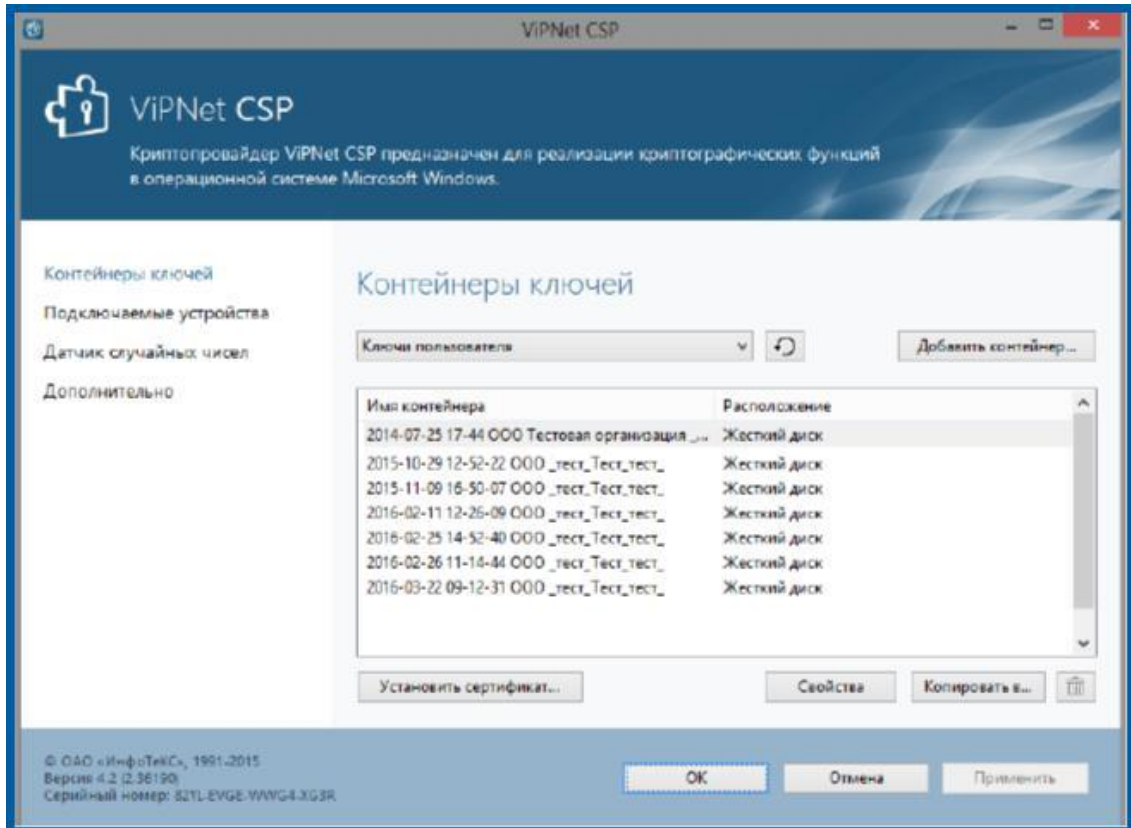 ViPNet CSP
ViPNet CSP
Криптопровайдер ViPNet CSP предназначен для реализации криптографических функций
в операционной системе Microsoft Windows.
Контейнеры ключей
Подключаемые устройства
Датчик случайных чисел
Дополнительно
Контейнеры ключей
Ключи пользователя
Добавить контейнер...
Имя контейнера Расположение
2014-07-25 17-44 ООО Тестовая организация _... Жесткий диск
2015-10-29 12-52-22 ООО _тест_Тест_тест_ Жесткий диск
2015-11-09 16-50-07 ООО _тест_Тест_тест_ Жесткий диск
2016-02-11 12-26-09 ООО _тест_Тест_тест_ Жесткий диск
2016-02-25 14-52-40 ООО _тест_Тест_тест_ Жесткий диск
2016-02-26 11-14-44 ООО _тест_Тест_тест_ Жесткий диск
2016-03-22 09-12-31 ООО _тест_Тест_тест_ Жесткий диск
Установить сертификат...
Свойства
Копировать в...
© ОАО «ИнфоТеКС», 1991-2015
Версия 4.2 (2.36190)
Серийный номер:
ОК
Отмена
Применить